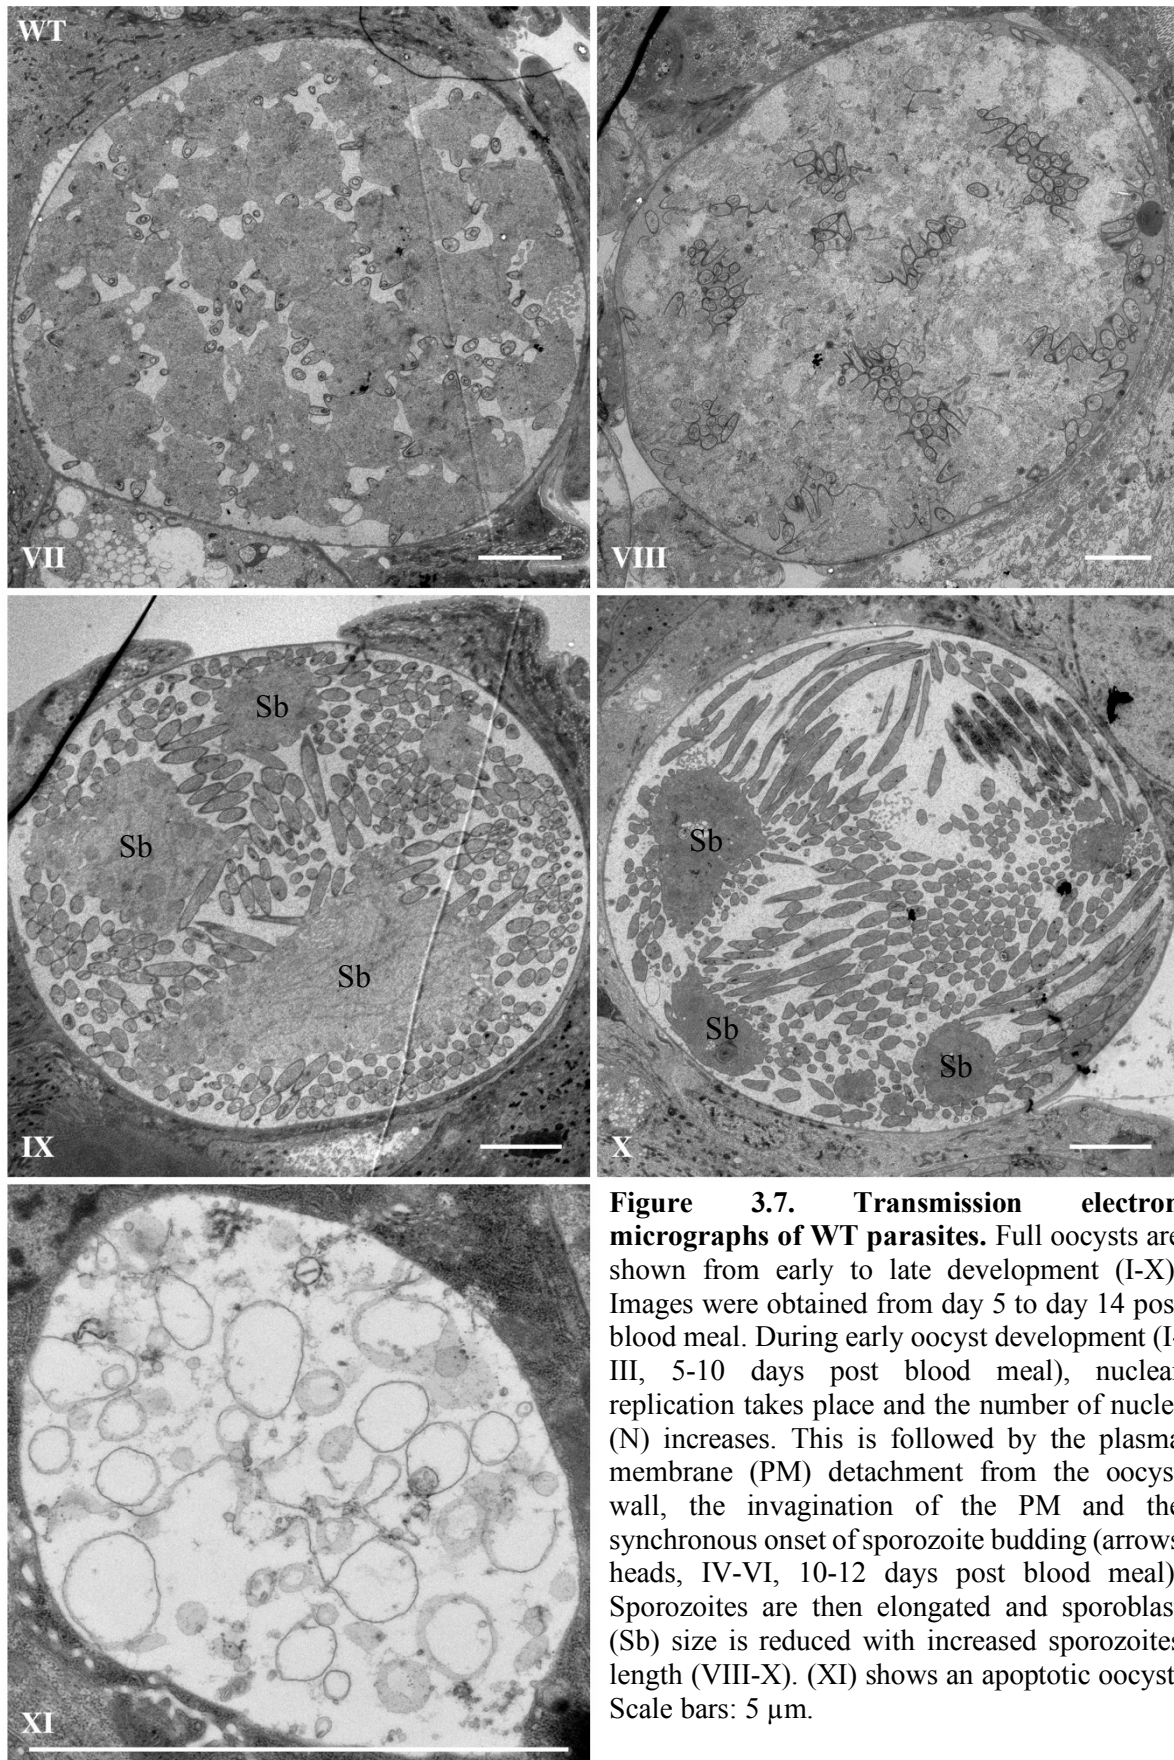 WT
VII
VIII
Sb
Sb
Sb
IX
Sb
Sb
Sb
X
XI
Figure 3.7. Transmission electron
micrographs of WT parasites. Full oocysts are
shown from early to late development (I-X)
Images were obtained from day 5 to day 14 pos
blood meal. During early oocyst development (I-
III, 5-10 days post blood meal), nuclear
replication takes place and the number of nucle
(N) increases. This is followed by the plasma
membrane (PM) detachment from the oocys
wall, the invagination of the PM and the
synchronous onset of sporozoite budding (arrows
heads, IV-VI, 10-12 days post blood meal)
Sporozoites are then elongated and sporoblas
(Sb) size is reduced with increased sporozoites
length (VIII-X). (XI) shows an apoptotic oocyst
Scale bars: 5 µm.